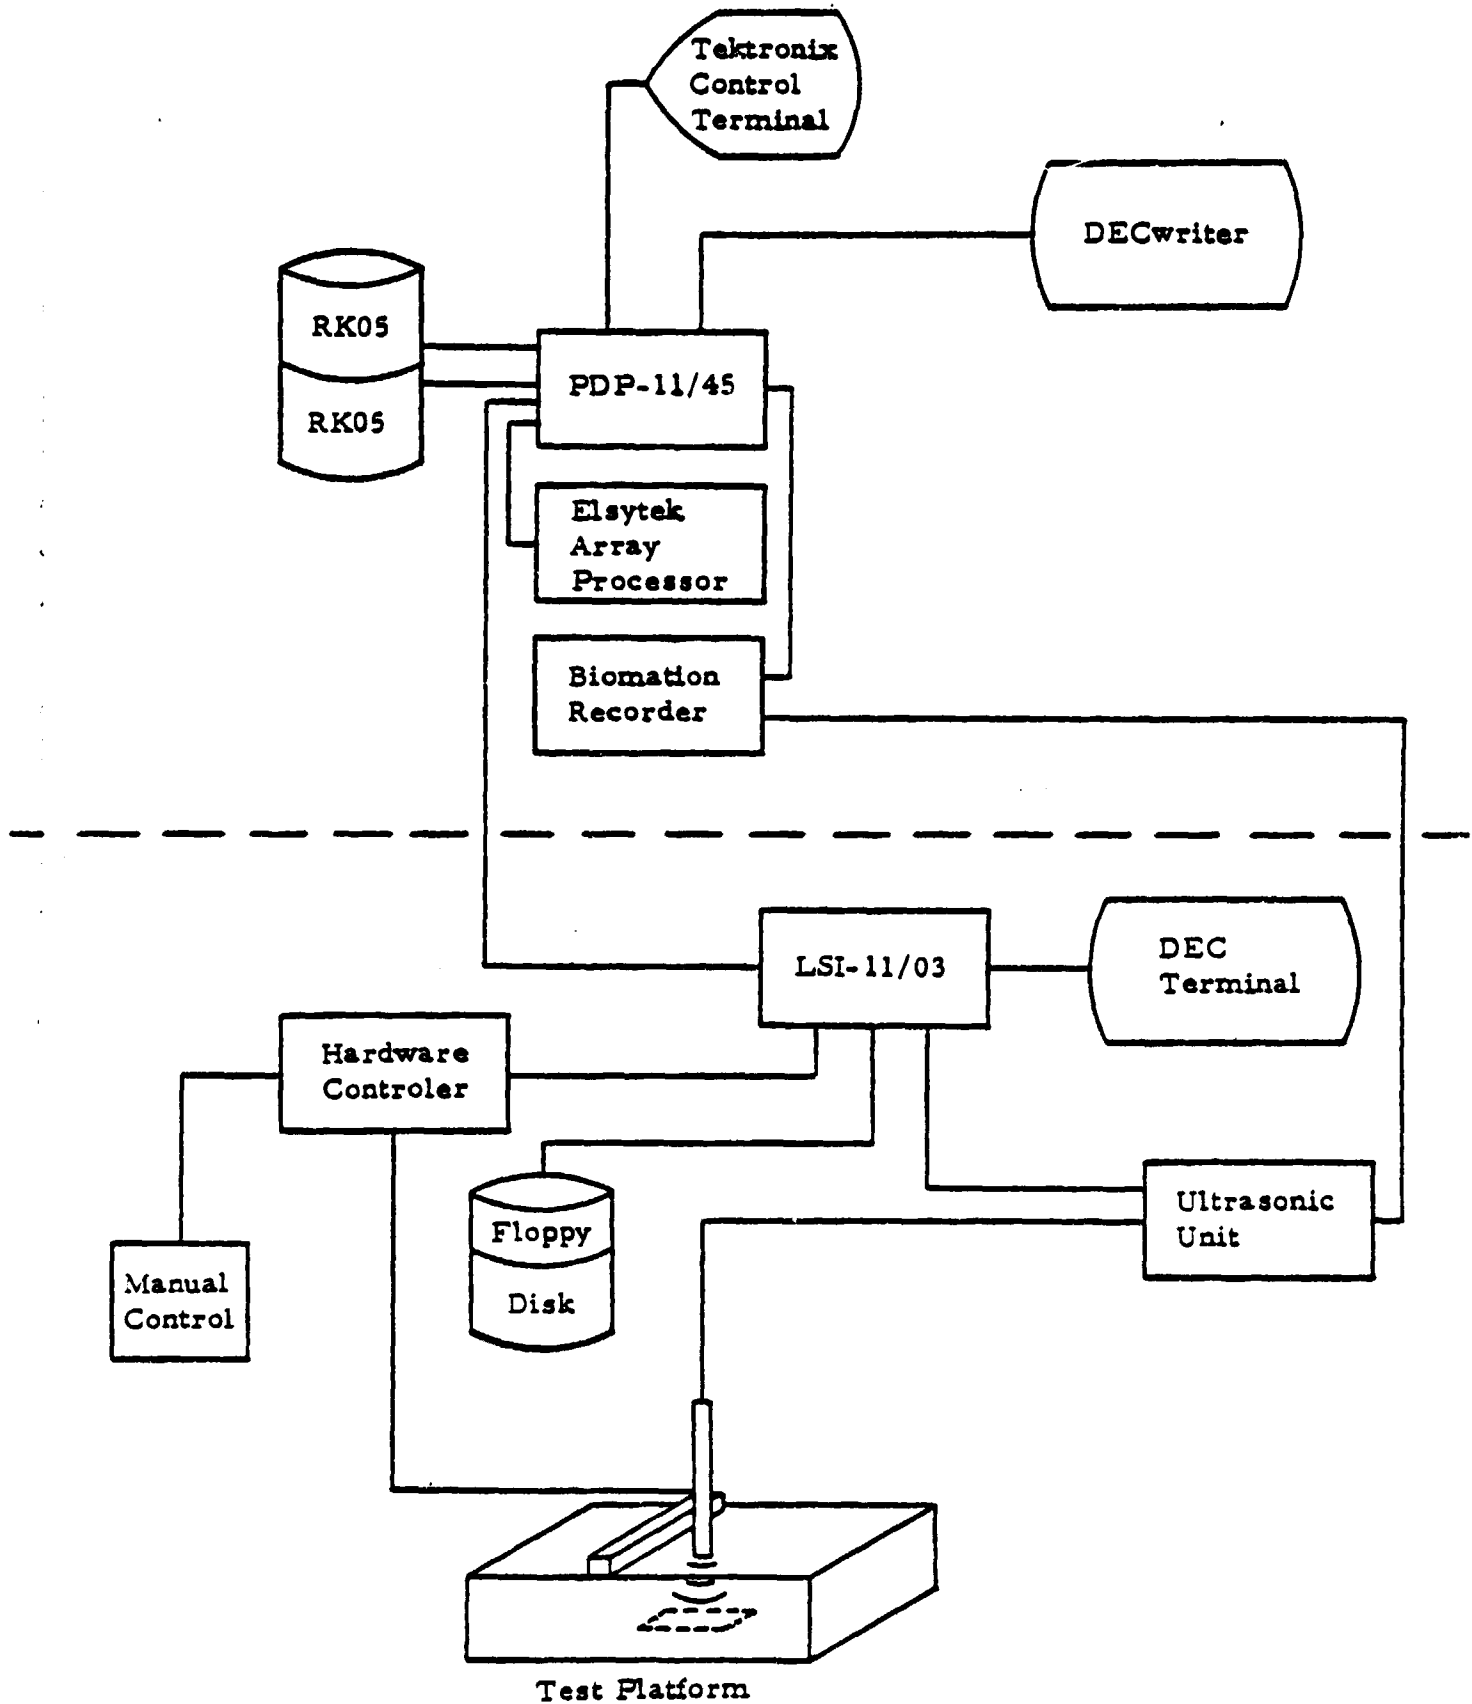 Tektronix
Control
Terminal
DECwriter
RK05
RK05
PDP-11/45
Elsytek
Array
Processor
Biomation
Recorder
LSI-11/03
DEC
Terminal
Hardware
Controler
Ultrasonic
Unit
Floppy
Disk
Manual
Control
Test Platform